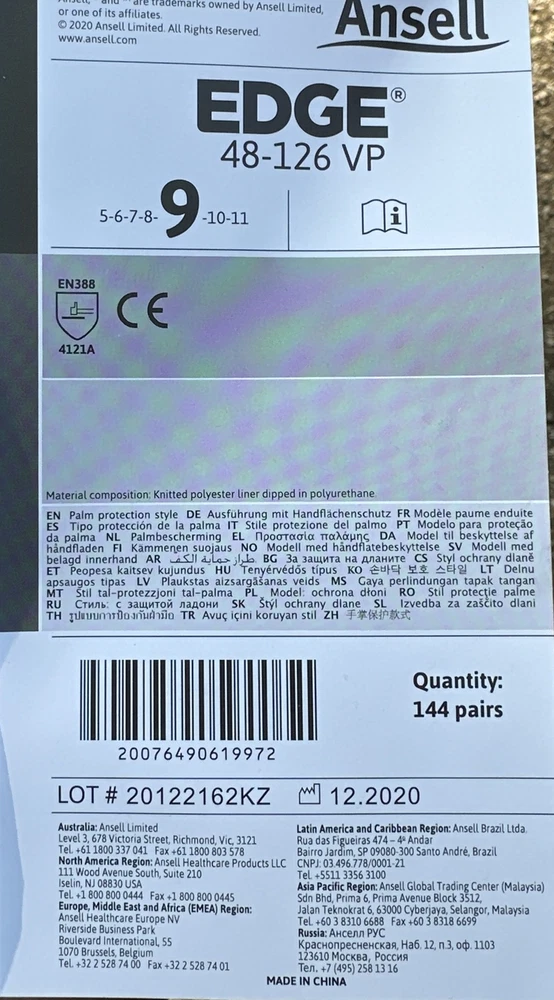 are trademarks owned by Ansell Limited,
or one of its affiliates.
© 2020 Ansell Limited. All Rights Reserved.
www.ansell.com
Ansell
EDGE®
48-126 VP
5-6-7-8-9-10-11
i
EN388
CE
4121A
Material composition: Knitted polyester liner dipped in polyurethane
EN Palm protection style DE Ausführung mit Handflächenschutz FR Modèle paume enduite
ES Tipo protección de la palma IT Stile protezione del palmo PT Modelo para proteção
da palma NL Palmbescherming EL Προστασία παλάμης DA Model til beskyttelse af
håndfladen FI Kämmenen suojaus NO Modell med håndflatebeskyttelse SV Modell med
belagd innerhand AR طراز حماية الكف BG За защита на дланите CS Styl ochrany dlaně
ET Peopesa kaitsev kujundus HU Tenyérvédős típus KO 손바닥 보호 스타일 LT Delnų
apsaugos tipas LV Plaukstas aizsargāšanas veids MS Gaya perlindungan tapak tangan
MT Stil tal-protezzjoni tal-palma PL Model: ochrona dłoni RO Stil protecţie palme
RU Стиль: с защитой ладони SK Štýl ochrany dlane SL Izvedba za zaščito dlani
TH รูปแบบการป้องกันฝ่ามือ TR Avuç içini koruyan stil ZH 手掌保护款式
Quantity:
144 pairs
20076490619972
LOT # 20122162KZ 12.2020
Australia: Ansell Limited
Level 3, 678 Victoria Street, Richmond, Vic, 3121
Tel. +61 1800 337 041 Fax +61 1800 803 578
North America Region: Ansell Healthcare Products LLC
111 Wood Avenue South, Suite 210
Iselin, NJ 08830 USA
Tel. +1 800 800 0444 Fax +1 800 800 0445
Europe, Middle East and Africa (EMEA) Region:
Ansell Healthcare Europe NV
Riverside Business Park
Boulevard International, 55
1070 Brussels, Belgium
Tel. +32 2 528 74 00 Fax +32 2 528 74 01
Latin America and Caribbean Region: Ansell Brazil Ltda.
Rua das Figueiras 474 – 4º Andar
Bairro Jardim, SP 09080-300 Santo André, Brazil
CNPJ: 03.496.778/0001-21
Tel. +5511 3356 3100
Asia Pacific Region: Ansell Global Trading Center (Malaysia)
Sdn Bhd, Prima 6, Prima Avenue Block 3512,
Jalan Teknokrat 6, 63000 Cyberjaya, Selangor, Malaysia
Tel. +60 3 8310 6688 Fax +60 3 8318 6699
Russia: Анселл РУС
Краснопресненская, Наб. 12, п.3, оф. 1103
123610 Москва, Россия
Тел. +7 (495) 258 13 16
MADE IN CHINA